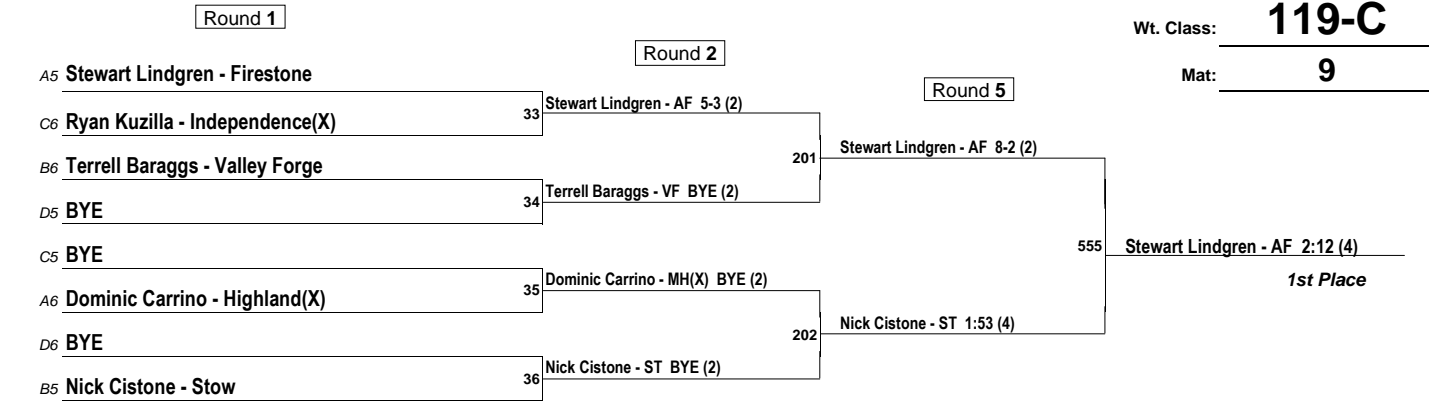 Round 1
Wt. Class: 119-C
Round 2
Mat: 9
A5 Stewart Lindgren - Firestone
Round 5
Stewart Lindgren - AF 5-3 (2)
33
C6 Ryan Kuzilla - Independence(X)
Stewart Lindgren - AF 8-2 (2)
201
B6 Terrell Baraggs - Valley Forge
Terrell Baraggs - VF BYE (2)
34
D5 BYE
555 Stewart Lindgren - AF 2:12 (4)
C5 BYE
1st Place
Dominic Carrino - MH(X) BYE (2)
35
A6 Dominic Carrino - Highland(X)
Nick Cistone - ST 1:53 (4)
202
D6 BYE
Nick Cistone - ST BYE (2)
36
B5 Nick Cistone - Stow